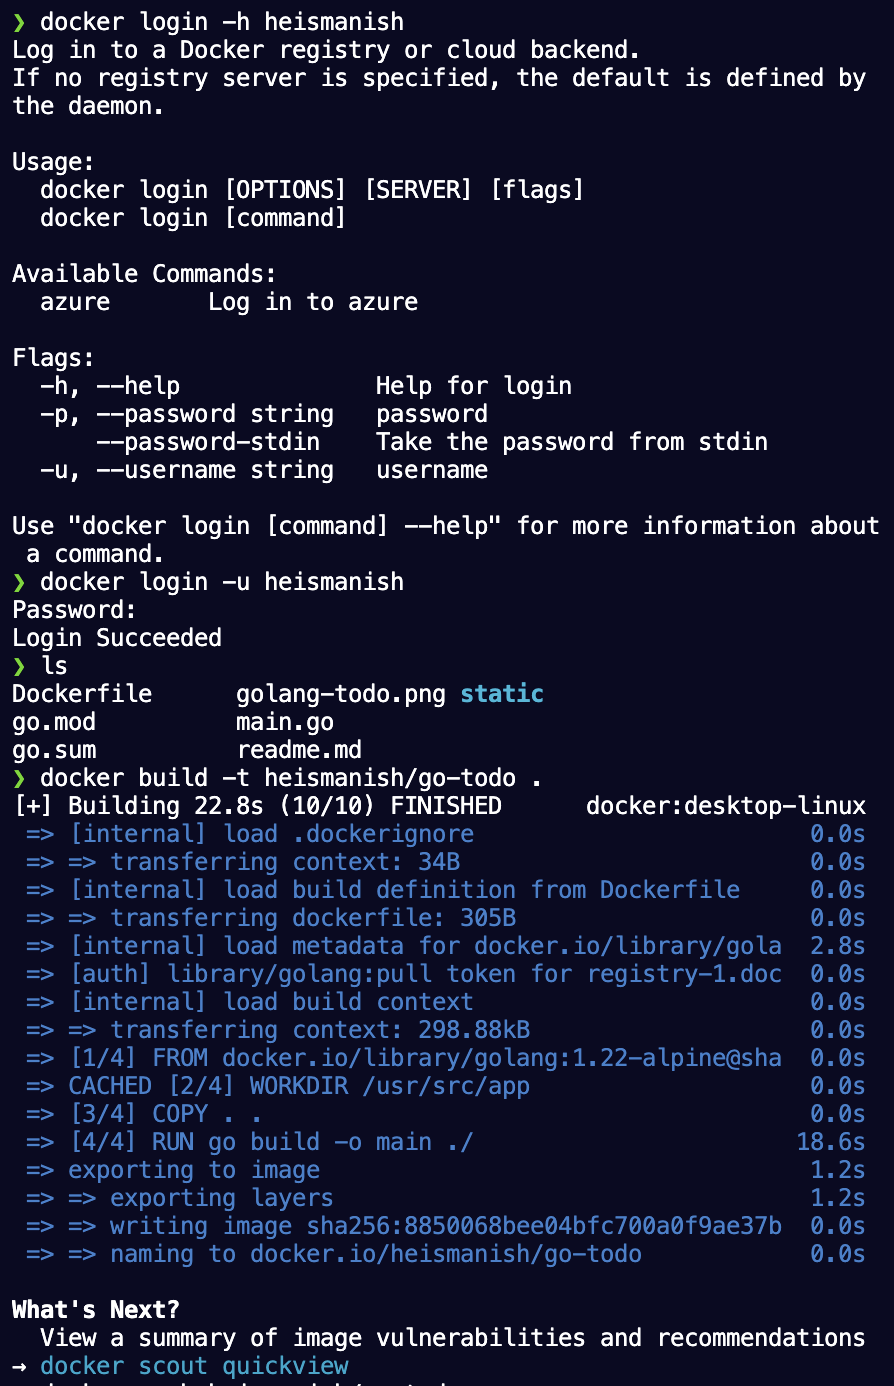 ❯ docker login -h heismanish
Log in to a Docker registry or cloud backend.
If no registry server is specified, the default is defined by
the daemon.
Usage:
docker login [OPTIONS] [SERVER] [flags]
docker login [command]
Available Commands:
azure       Log in to azure
Flags:
-h, --help              Help for login
-p, --password string   password
--password-stdin    Take the password from stdin
-u, --username string   username
Use "docker login [command] --help" for more information about
a command.
❯ docker login -u heismanish
Password:
Login Succeeded
❯ ls
Dockerfile      golang-todo.png static
go.mod          main.go
go.sum          readme.md
❯ docker build -t heismanish/go-todo .
[+] Building 22.8s (10/10) FINISHED      docker:desktop-linux
=> [internal] load .dockerignore                        0.0s
=> => transferring context: 34B                         0.0s
=> [internal] load build definition from Dockerfile     0.0s
=> => transferring dockerfile: 305B                     0.0s
=> [internal] load metadata for docker.io/library/gola  2.8s
=> [auth] library/golang:pull token for registry-1.doc  0.0s
=> [internal] load build context                        0.0s
=> => transferring context: 298.88kB                    0.0s
=> [1/4] FROM docker.io/library/golang:1.22-alpine@sha  0.0s
=> CACHED [2/4] WORKDIR /usr/src/app                    0.0s
=> [3/4] COPY . .                                       0.0s
=> [4/4] RUN go build -o main ./                       18.6s
=> exporting to image                                   1.2s
=> => exporting layers                                  1.2s
=> => writing image sha256:8850068bee04bfc700a0f9ae37b  0.0s
=> => naming to docker.io/heismanish/go-todo            0.0s
What's Next?
View a summary of image vulnerabilities and recommendations
→ docker scout quickview